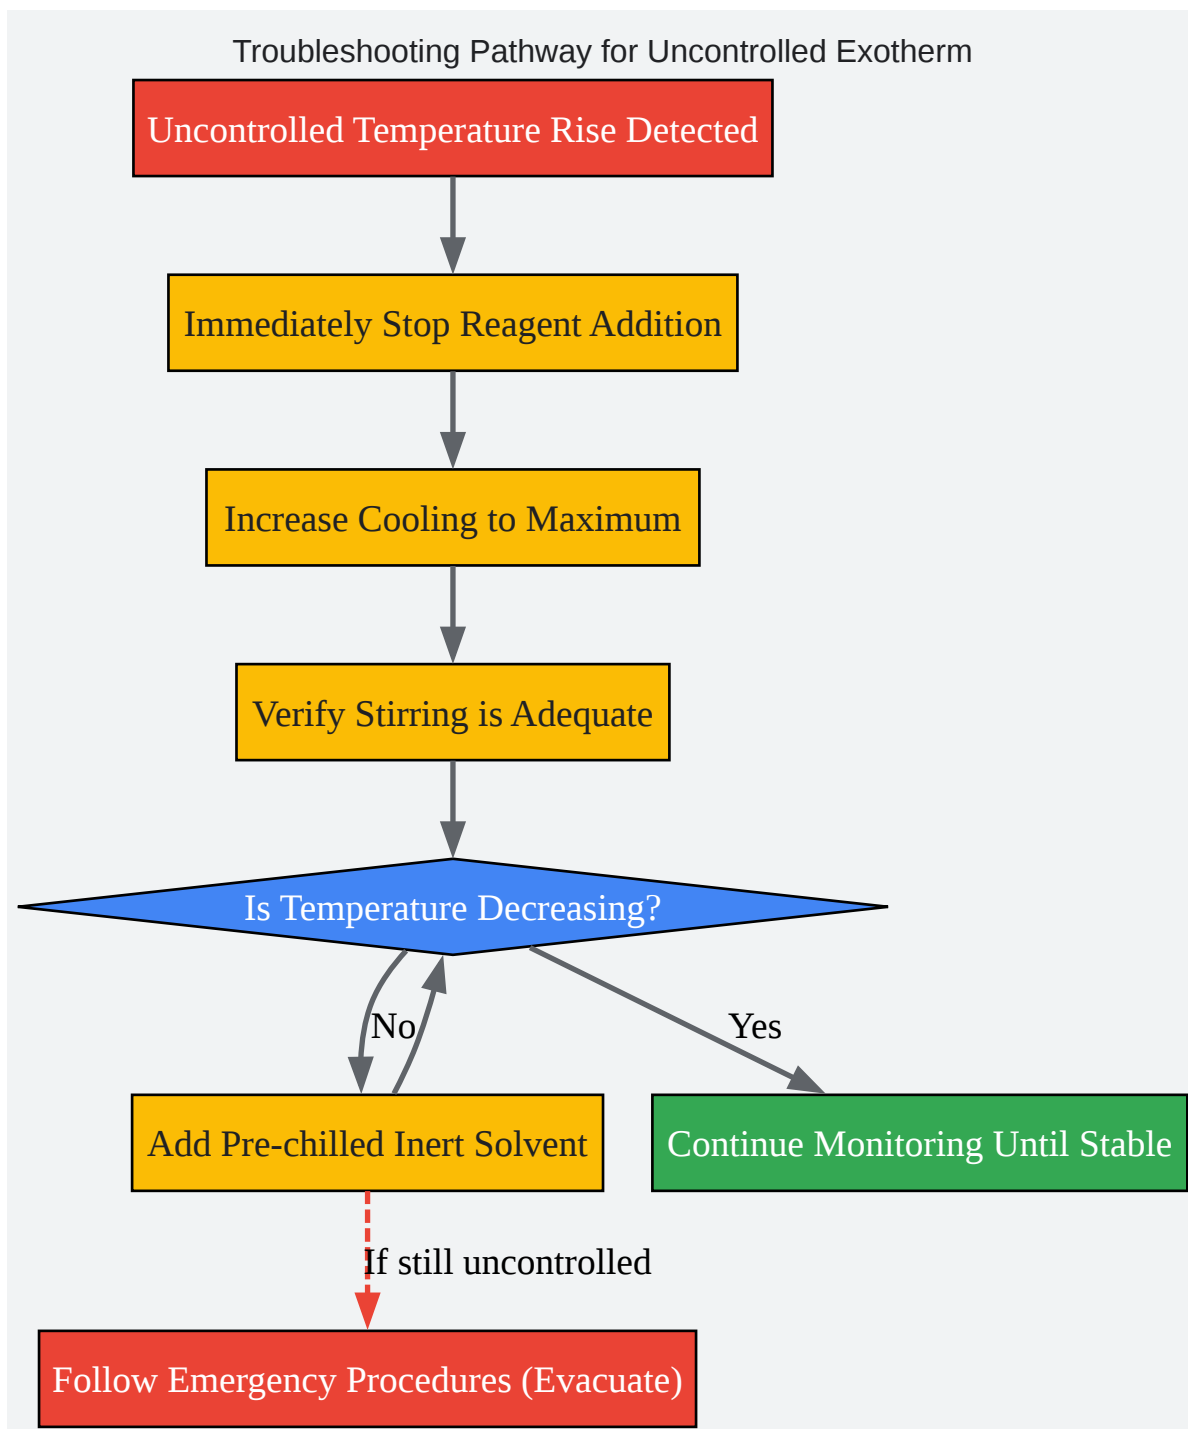 Troubleshooting Pathway for Uncontrolled Exotherm
Uncontrolled Temperature Rise Detected
Immediately Stop Reagent Addition
Increase Cooling to Maximum
Verify Stirring is Adequate
Is Temperature Decreasing?
No
Yes
Add Pre-chilled Inert Solvent
Continue Monitoring Until Stable
If still uncontrolled
Follow Emergency Procedures (Evacuate)